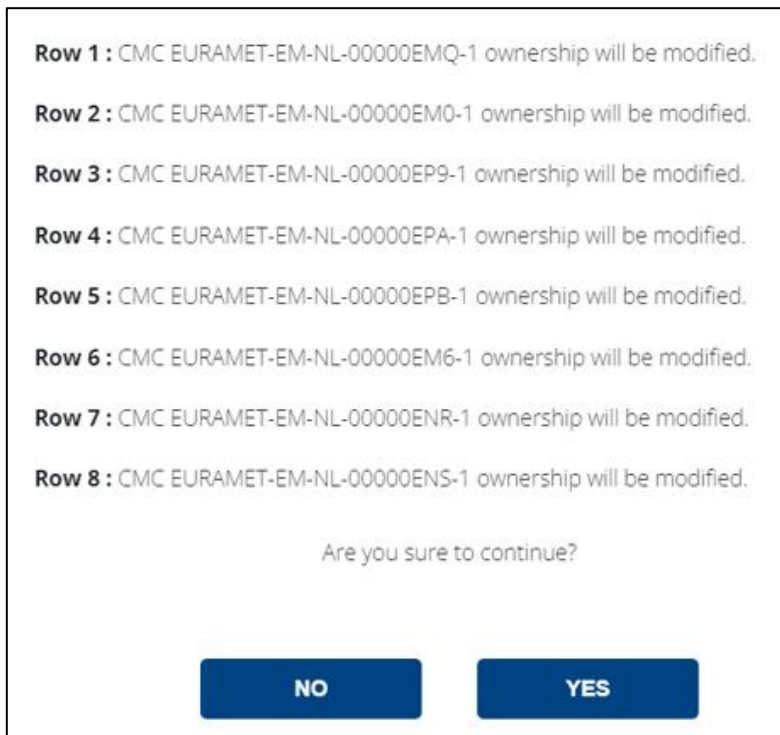 Row 1 : CMC EURAMET-EM-NL-00000EMQ-1 ownership will be modified.
Row 2 : CMC EURAMET-EM-NL-00000EM0-1 ownership will be modified.
Row 3 : CMC EURAMET-EM-NL-00000EP9-1 ownership will be modified.
Row 4 : CMC EURAMET-EM-NL-00000EPA-1 ownership will be modified.
Row 5 : CMC EURAMET-EM-NL-00000EPB-1 ownership will be modified.
Row 6 : CMC EURAMET-EM-NL-00000EM6-1 ownership will be modified.
Row 7 : CMC EURAMET-EM-NL-00000ENR-1 ownership will be modified.
Row 8 : CMC EURAMET-EM-NL-00000ENS-1 ownership will be modified.
Are you sure to continue?
NO YES